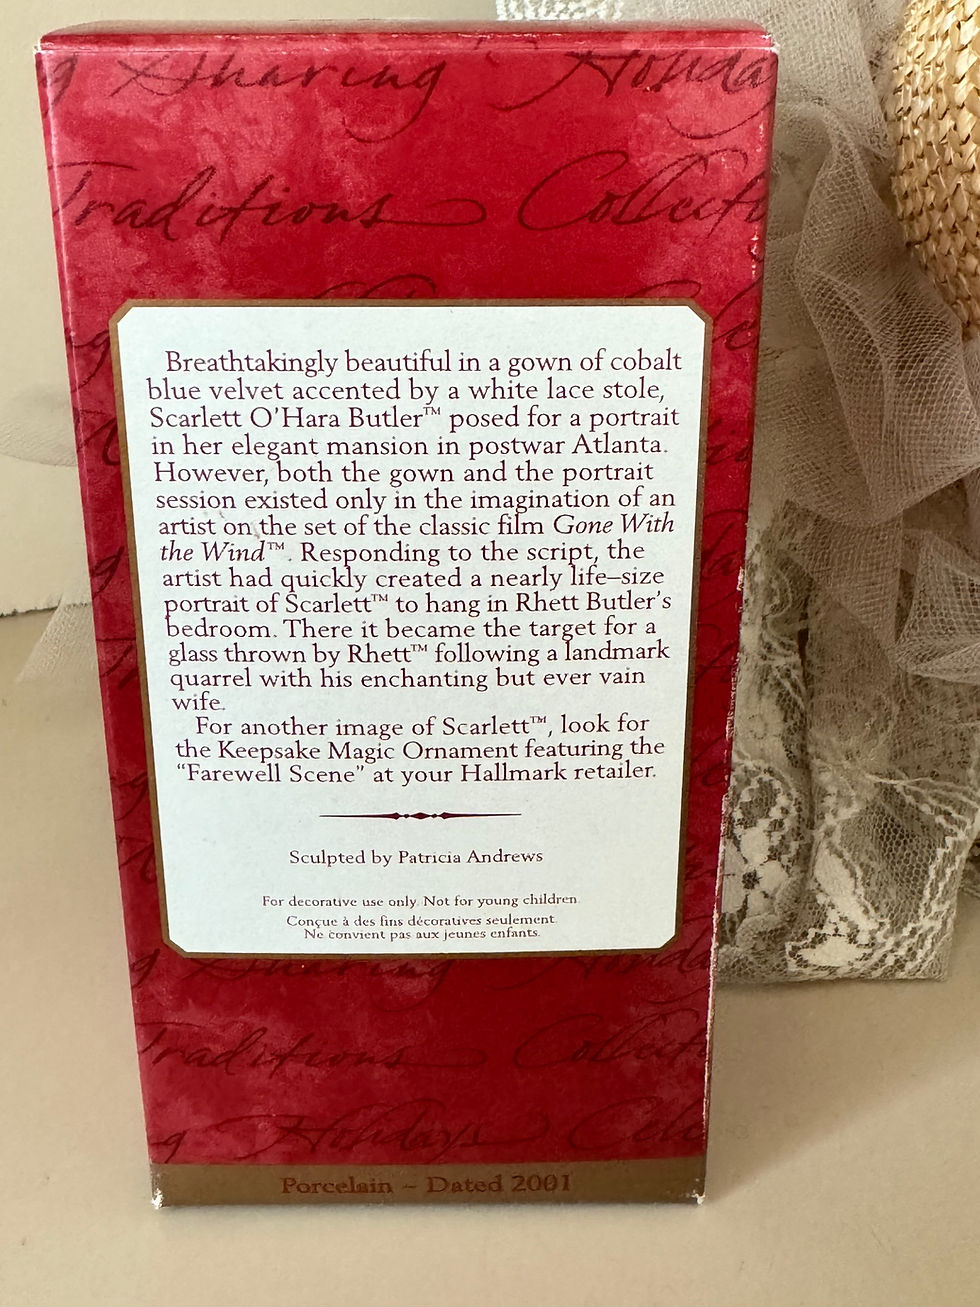 g Sharing Holida
Traditions Collecti
Breathtakingly beautiful in a gown of cobalt
blue velvet accented by a white lace stole,
Scarlett O'Hara Butler™ posed for a portrait
in her elegant mansion in postwar Atlanta.
However, both the gown and the portrait
session existed only in the imagination of an
artist on the set of the classic film Gone With
the Wind™. Responding to the script, the
artist had quickly created a nearly life–size
portrait of Scarlett™ to hang in Rhett Butler's
bedroom. There it became the target for a
glass thrown by Rhett™ following a landmark
quarrel with his enchanting but ever vain
wife.
For another image of Scarlett™, look for
the Keepsake Magic Ornament featuring the
"Farewell Scene" at your Hallmark retailer.
Sculpted by Patricia Andrews
For decorative use only. Not for young children.
Conçue à des fins décoratives seulement.
Ne convient pas aux jeunes enfants.
g Sharing Holida
Traditions Collecti
g Holidays Cele
Porcelain – Dated 2001